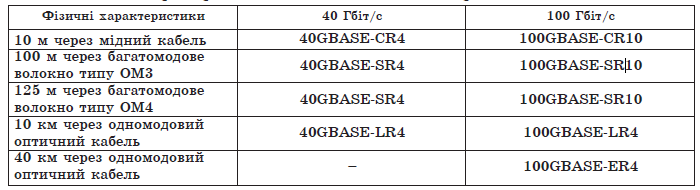 Фізичні характеристики 40 Гбіт/с 100 Гбіт/с
10 м через мідний кабель 40GBASE-CR4 100GBASE-CR10
100 м через багатомодове
волокно типу ОМ3 40GBASE-SR4 100GBASE-SR10
125 м через багатомодове
волокно типу ОМ4 40GBASE-SR4 100GBASE-SR10
10 км через одномодовий
оптичний кабель 40GBASE-LR4 100GBASE-LR4
40 км через одномодовий
оптичний кабель – 100GBASE-ER4